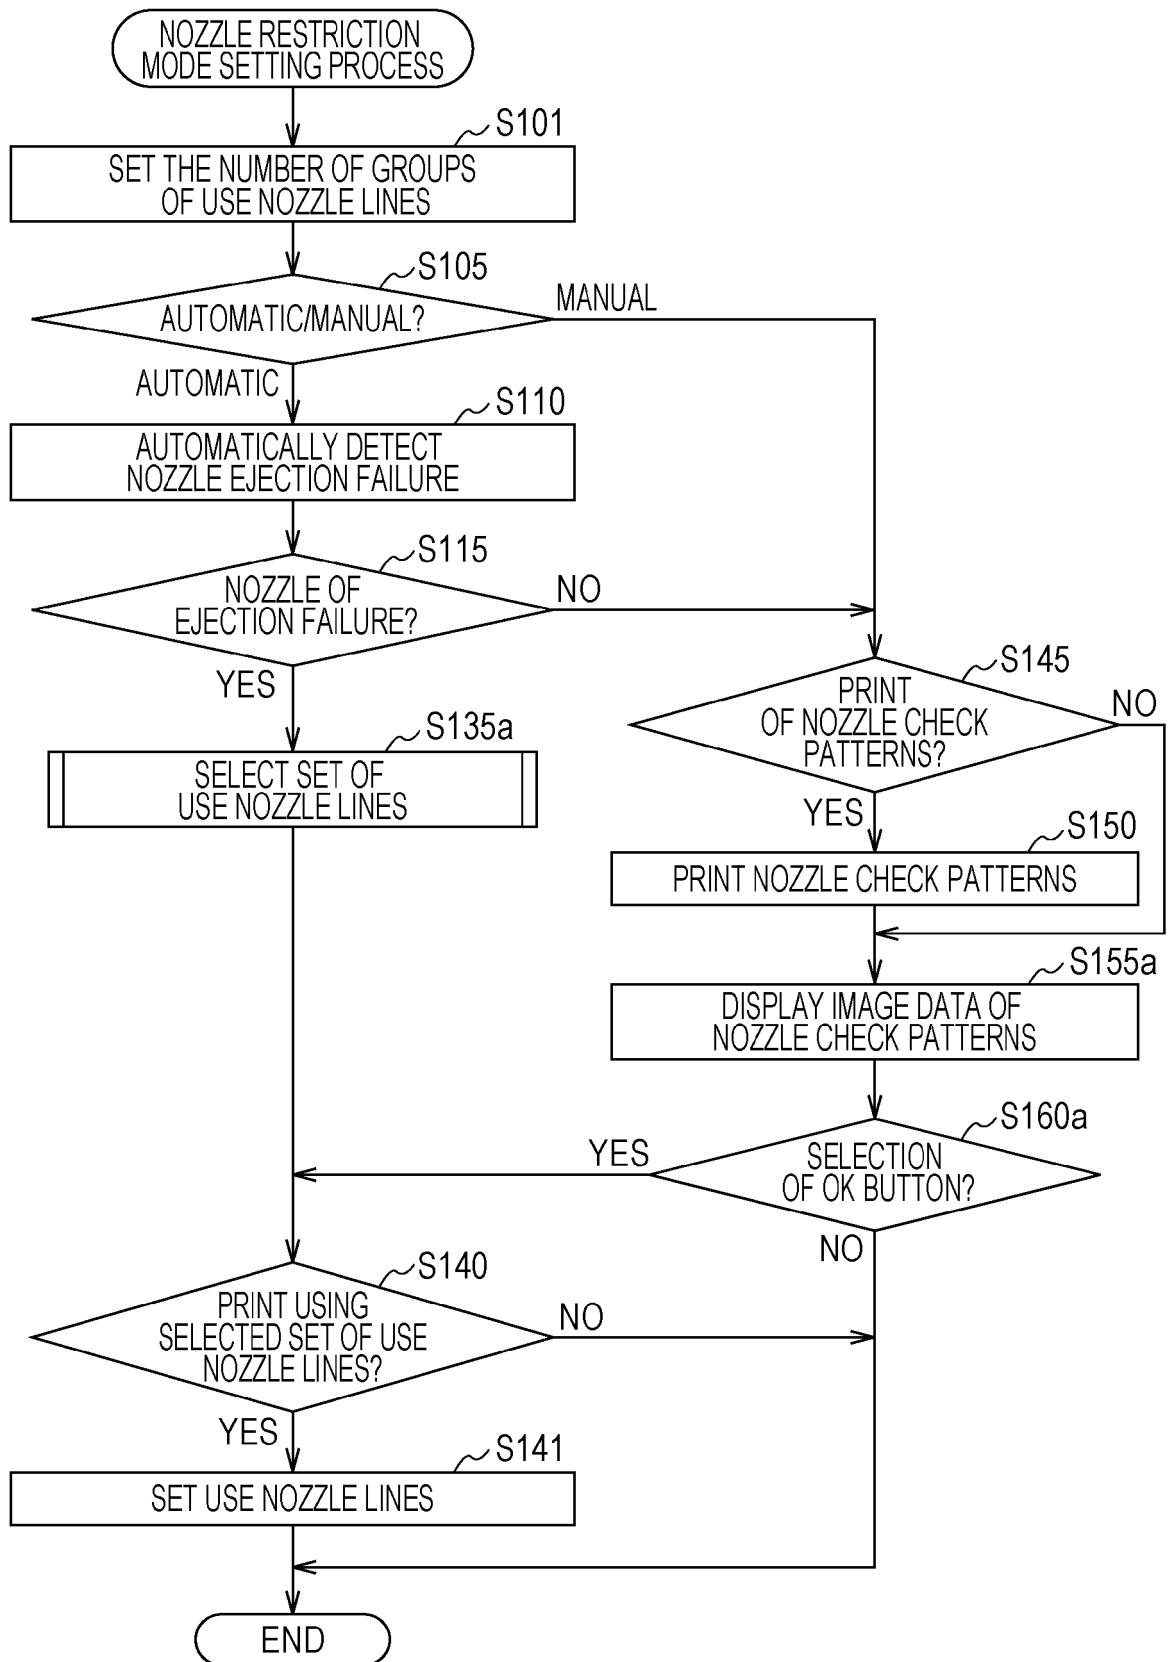 NOZZLE RESTRICTION
MODE SETTING PROCESS
S101
SET THE NUMBER OF GROUPS
OF USE NOZZLE LINES
S105
AUTOMATIC/MANUAL?
MANUAL
AUTOMATIC
S110
AUTOMATICALLY DETECT
NOZZLE EJECTION FAILURE
S115
NOZZLE OF
EJECTION FAILURE?
NO
YES
S135a
SELECT SET OF
USE NOZZLE LINES
S145
PRINT
OF NOZZLE CHECK
PATTERNS?
NO
YES
S150
PRINT NOZZLE CHECK PATTERNS
S155a
DISPLAY IMAGE DATA OF
NOZZLE CHECK PATTERNS
S160a
SELECTION
OF OK BUTTON?
YES
NO
S140
PRINT USING
SELECTED SET OF USE
NOZZLE LINES?
NO
YES
S141
SET USE NOZZLE LINES
END